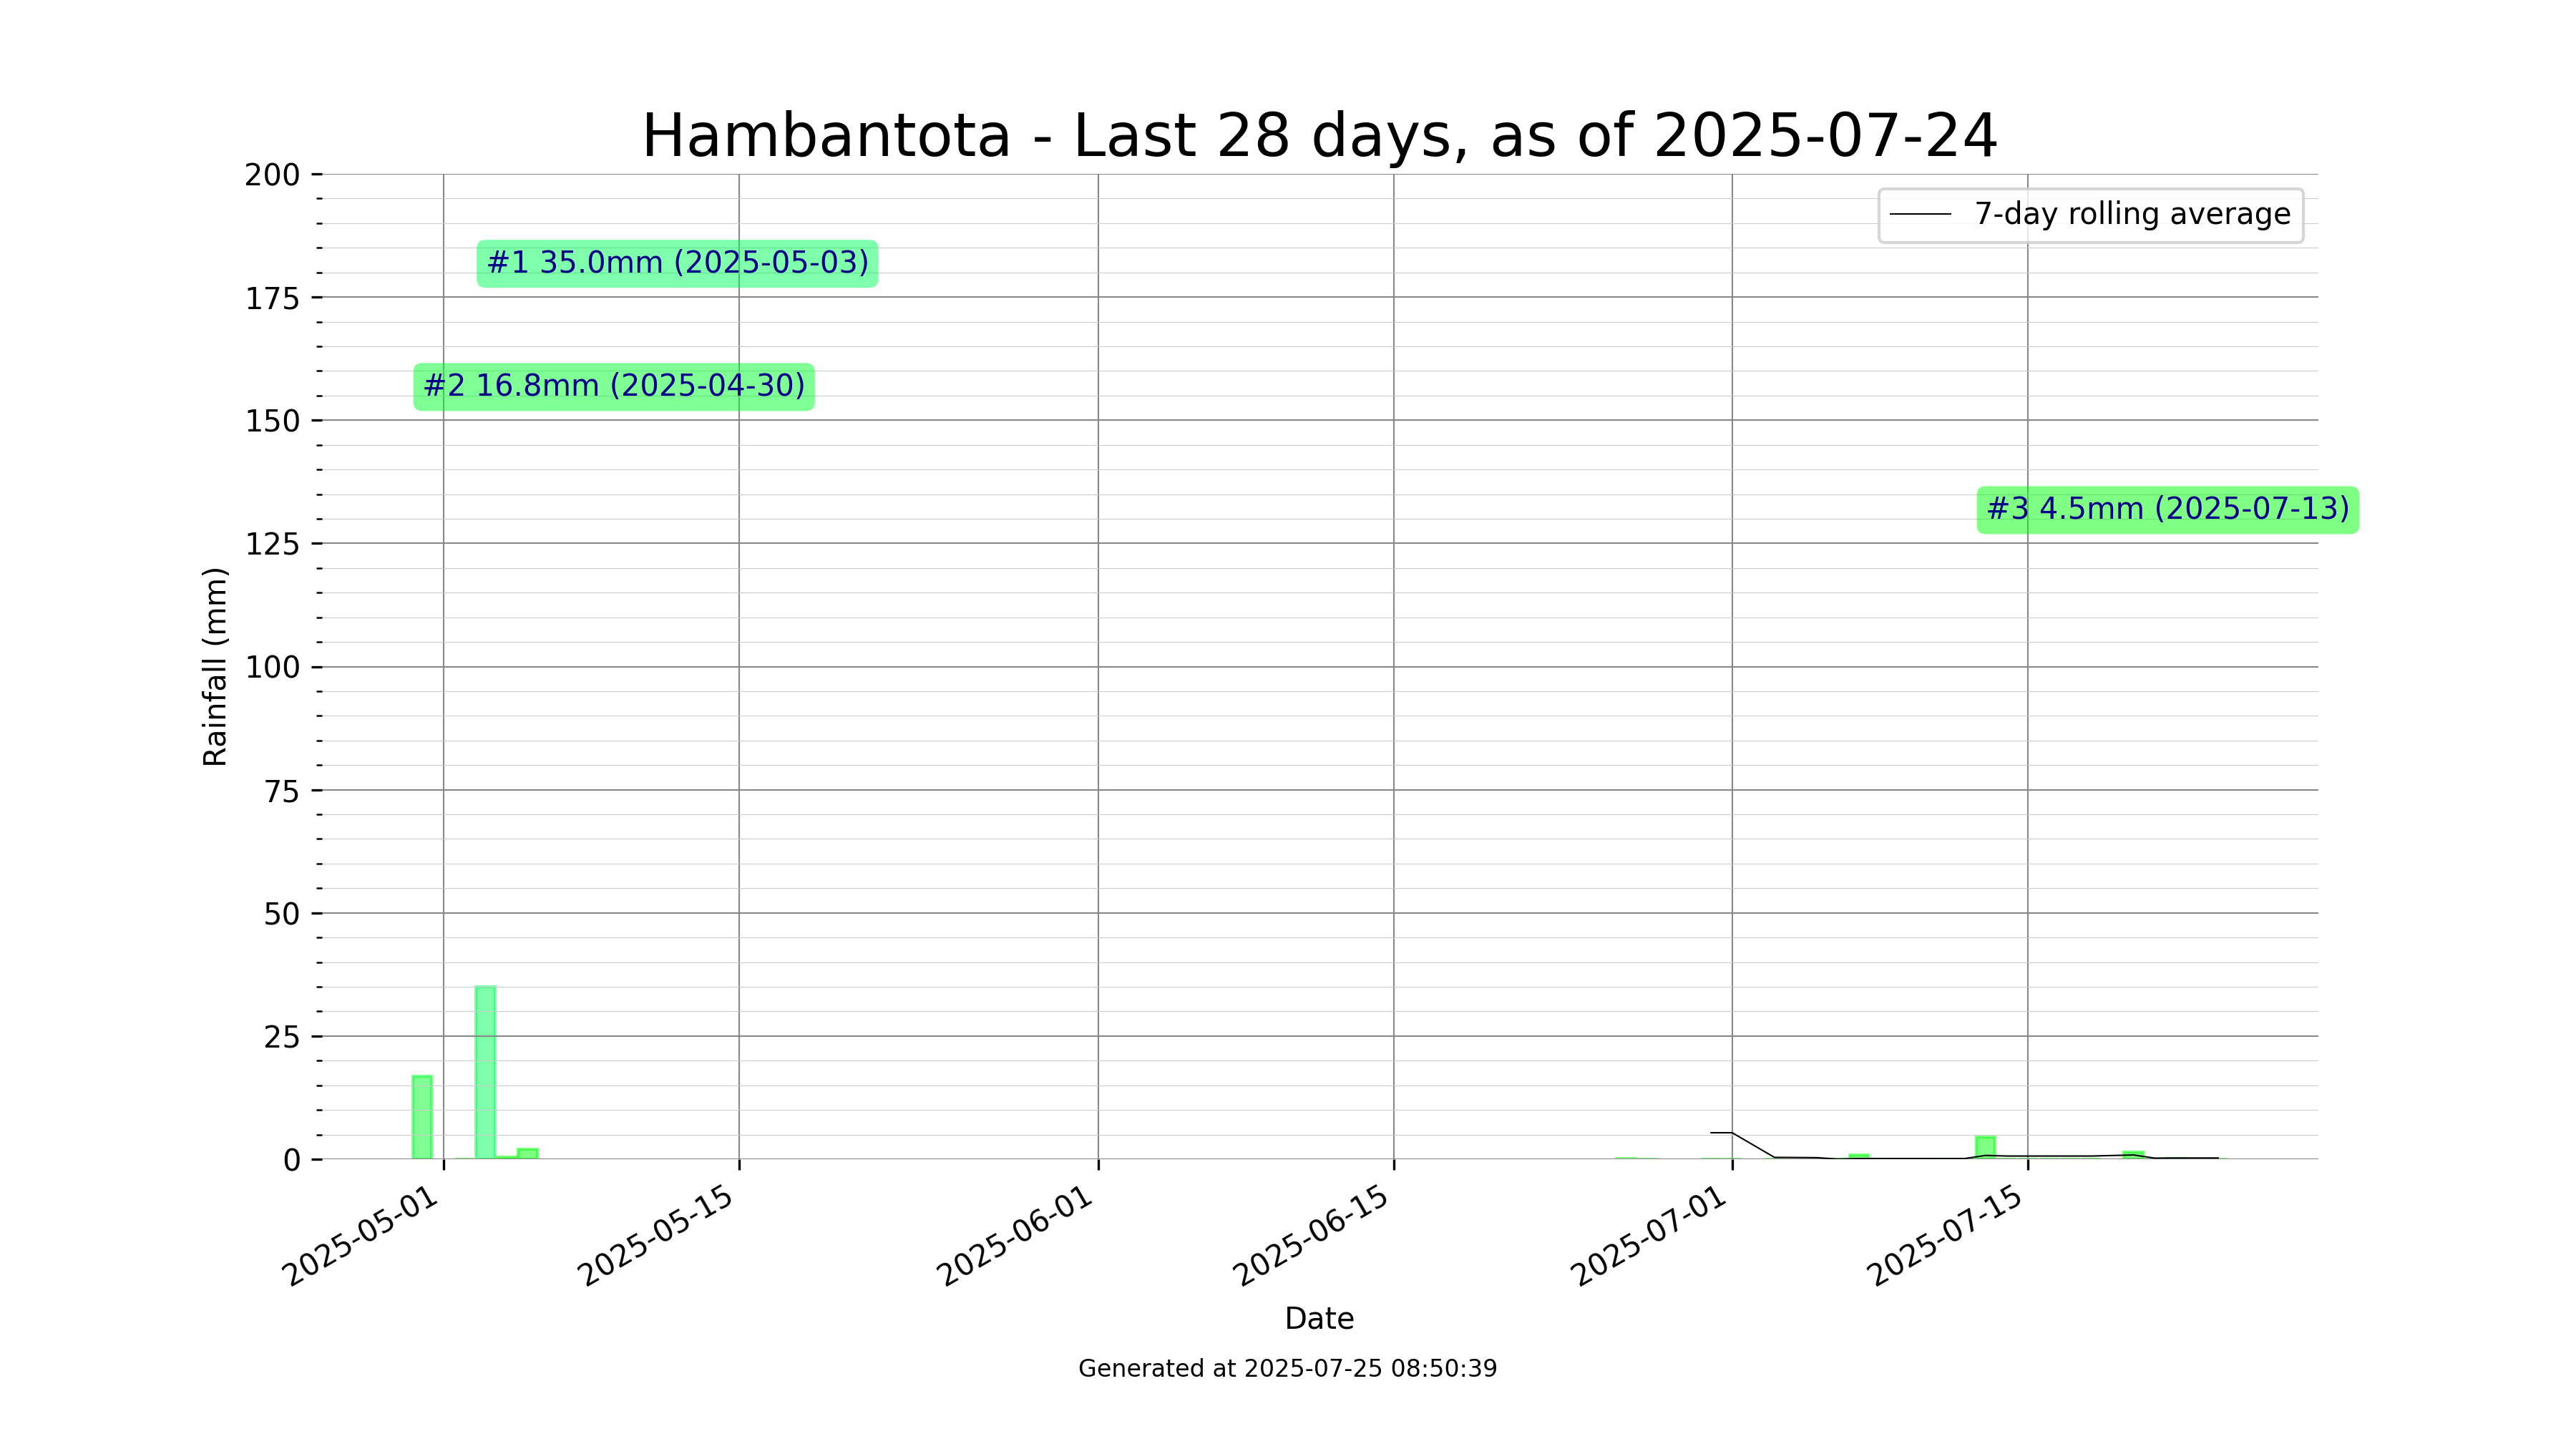 Hambantota - Last 28 days, as of 2025-07-24
200
175
150
125
100
75
50
25
0
Rainfall (mm)
7-day rolling average
#1 35.0mm (2025-05-03)
#2 16.8mm (2025-04-30)
#3 4.5mm (2025-07-13)
2025-05-01
2025-05-15
2025-06-01
2025-06-15
2025-07-01
2025-07-15
Date
Generated at 2025-07-25 08:50:39